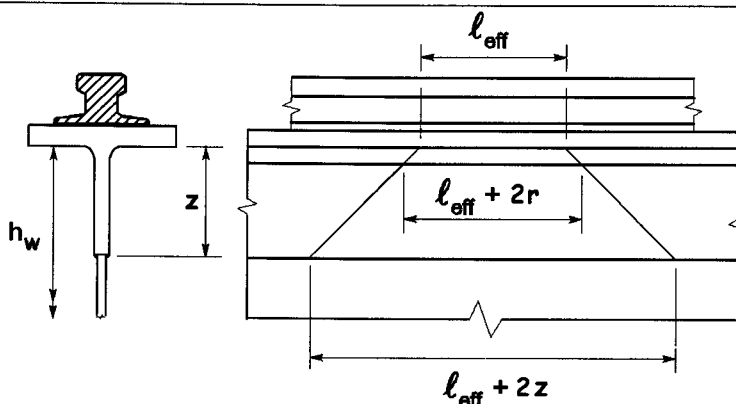 ℓeff
z
hw
ℓeff + 2r
ℓeff + 2z